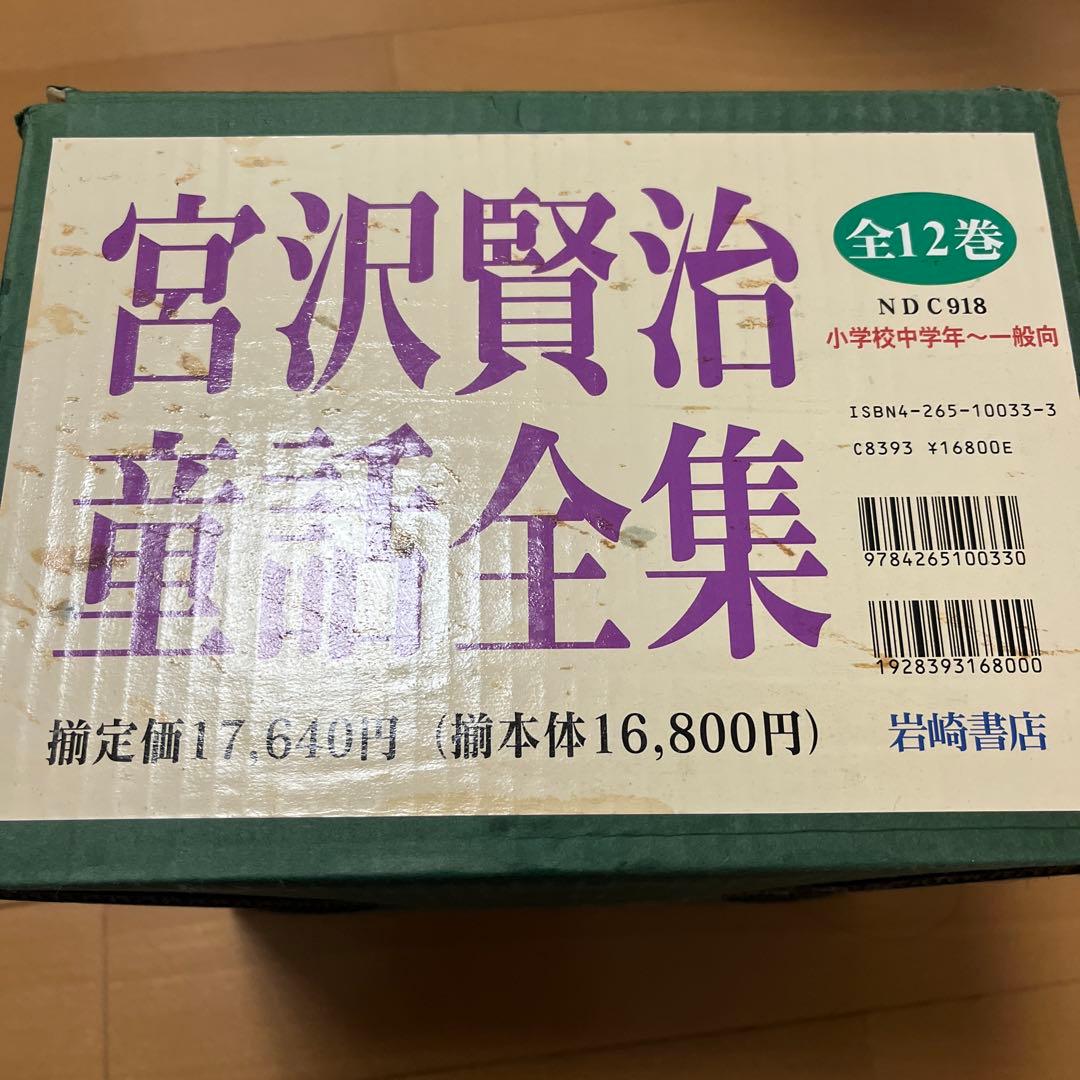 宮沢賢治
童話全集
全12巻
NDC918
小学校中学年〜一般向
ISBN4-265-10033-3
C8393 ¥16800E
9784265100330
1928393168000
揃定価17,640円 (揃本体16,800円)
岩崎書店